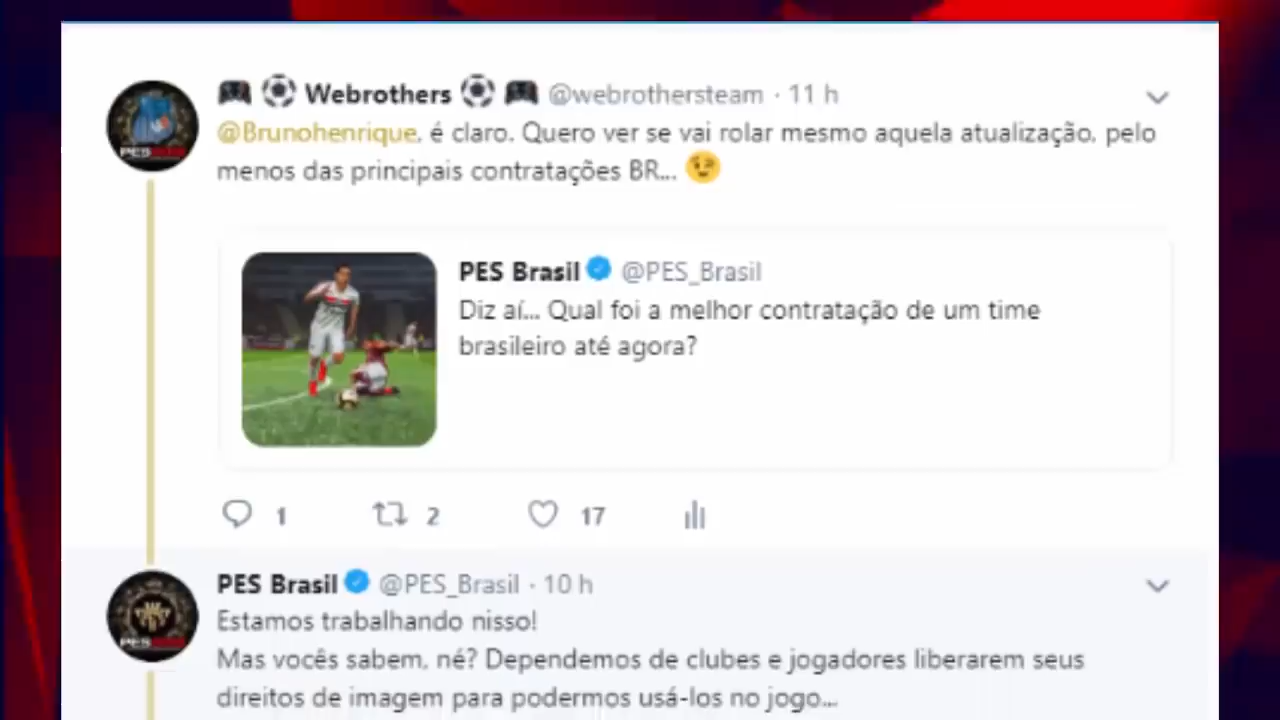 Webrothers @webrothersteam · 11 h
@Brunohenrique, é claro. Quero ver se vai rolar mesmo aquela atualização, pelo
menos das principais contratações BR... 😉
PES Brasil @PES_Brasil
Diz aí... Qual foi a melhor contratação de um time
brasileiro até agora?
1 2 17
PES Brasil @PES_Brasil · 10 h
Estamos trabalhando nisso!
Mas vocês sabem, né? Dependemos de clubes e jogadores liberarem seus
direitos de imagem para podermos usá-los no jogo...